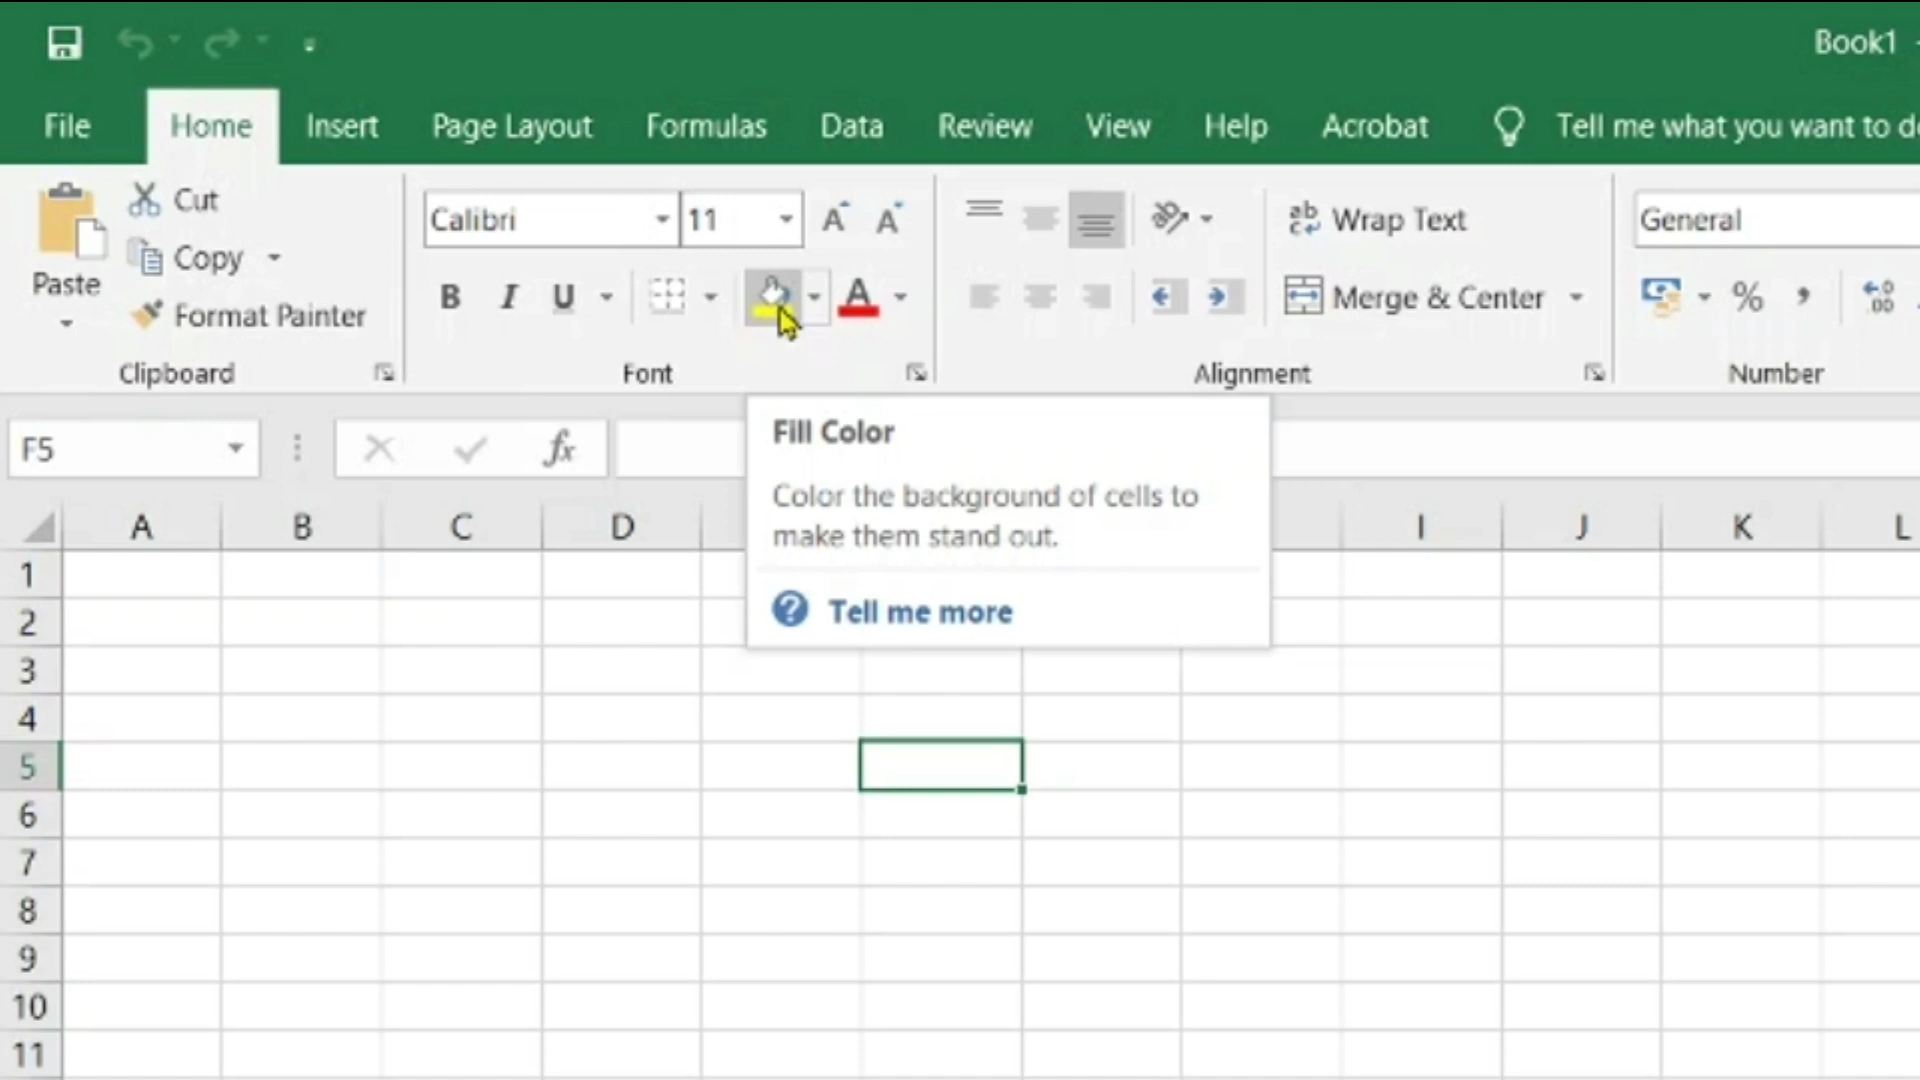 Book1 -
File Home Insert Page Layout Formulas Data Review View Help Acrobat Tell me what you want to d
Paste
Cut
Copy
Format Painter
Clipboard
Calibri 11
A A
B I U A
Font
ab Wrap Text
Merge & Center
Alignment
General
% , .00
Number
F5 fx
Fill Color
Color the background of cells to
make them stand out.
Tell me more
A B C D I J K L
1
2
3
4
5
6
7
8
9
10
11